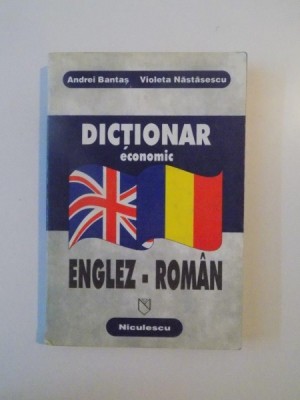 Andrei Bantaș Violeta Năstăsescu
DICȚIONAR
economic
ENGLEZ - ROMÂN
Niculescu